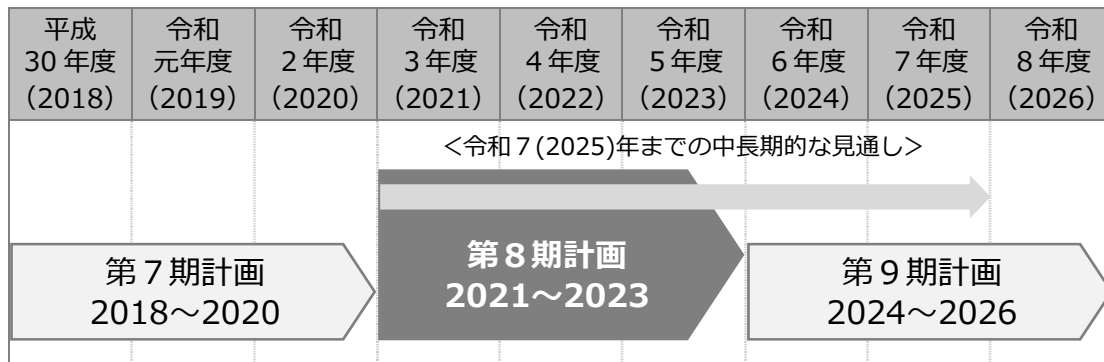 平成
30 年度
（2018）
令和
元年度
（2019）
令和
２年度
（2020）
令和
３年度
（2021）
令和
４年度
（2022）
令和
５年度
（2023）
令和
６年度
（2024）
令和
７年度
（2025）
令和
８年度
（2026）
＜令和７(2025)年までの中長期的な見通し＞
第７期計画
2018～2020
第８期計画
2021～2023
第９期計画
2024～2026